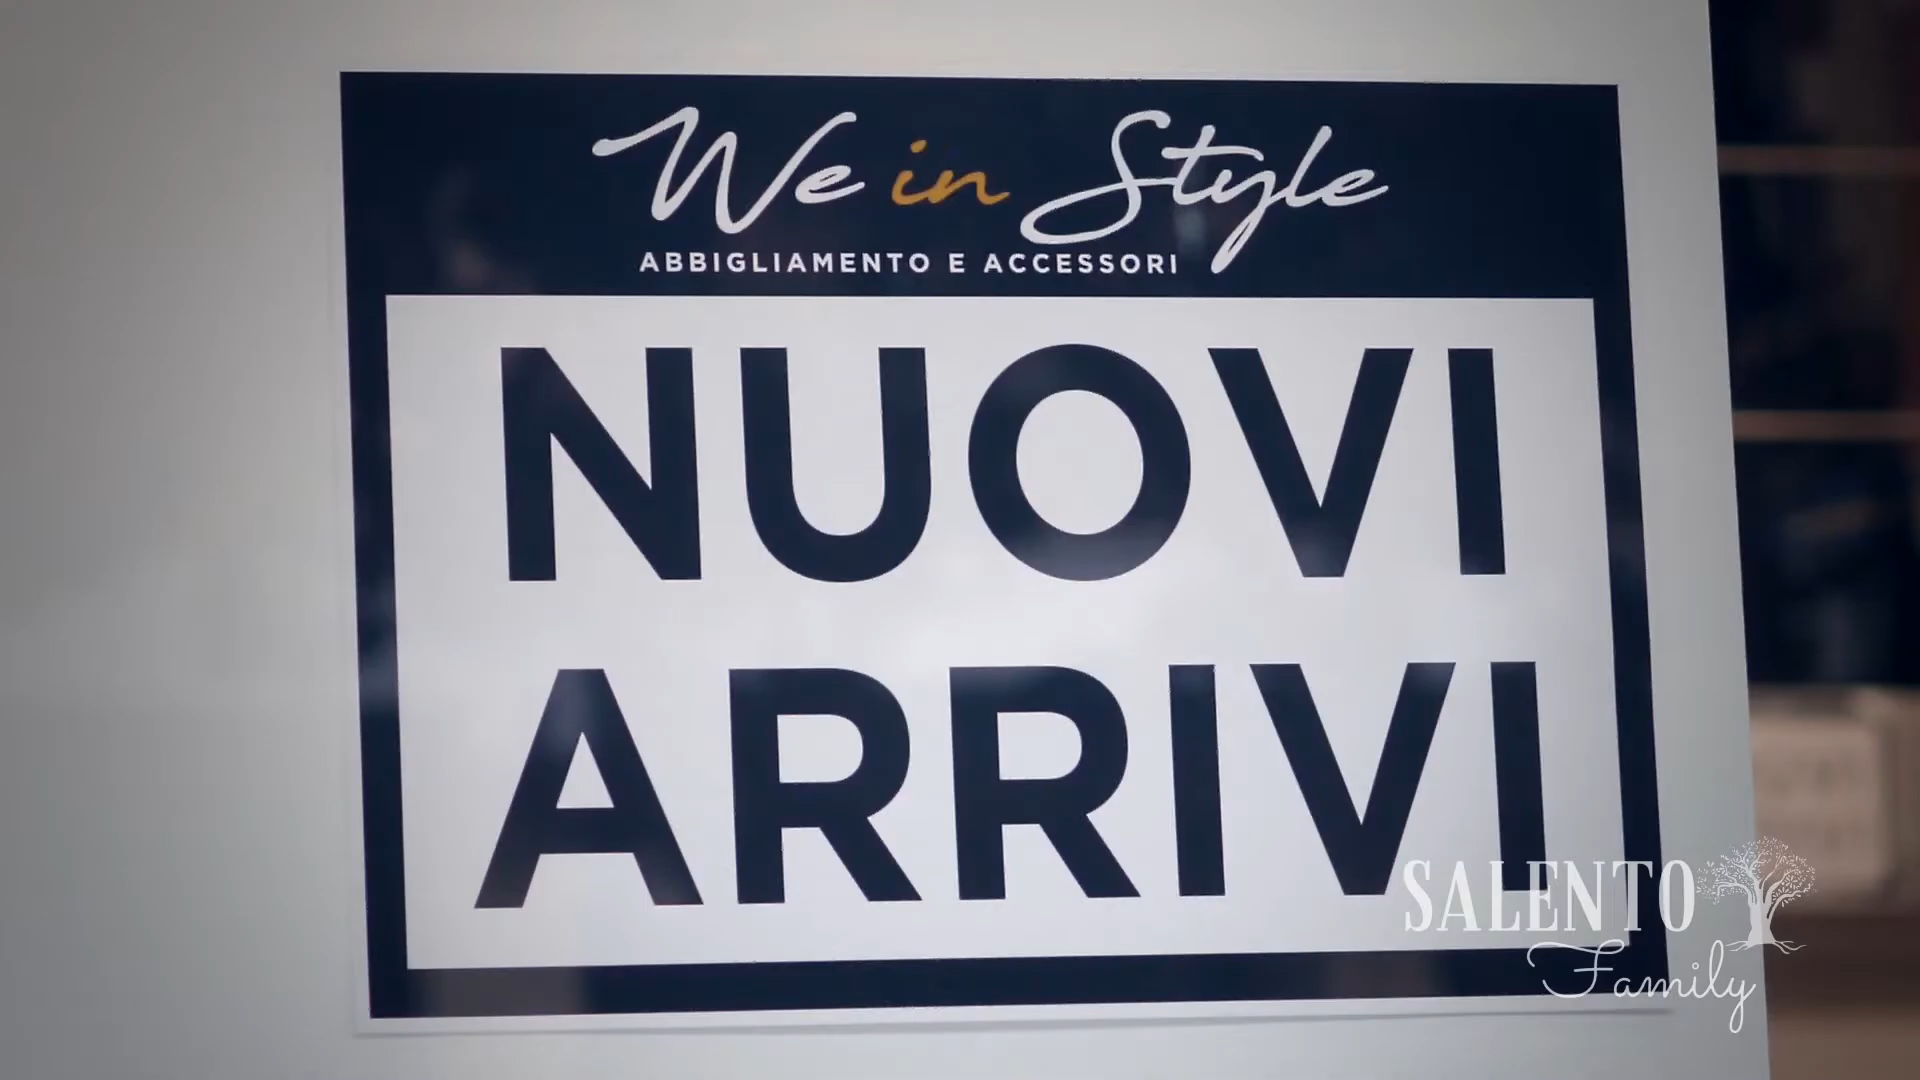 We in Style
ABBIGLIAMENTO E ACCESSORI
NUOVI
ARRIVI
SALENTO
Family